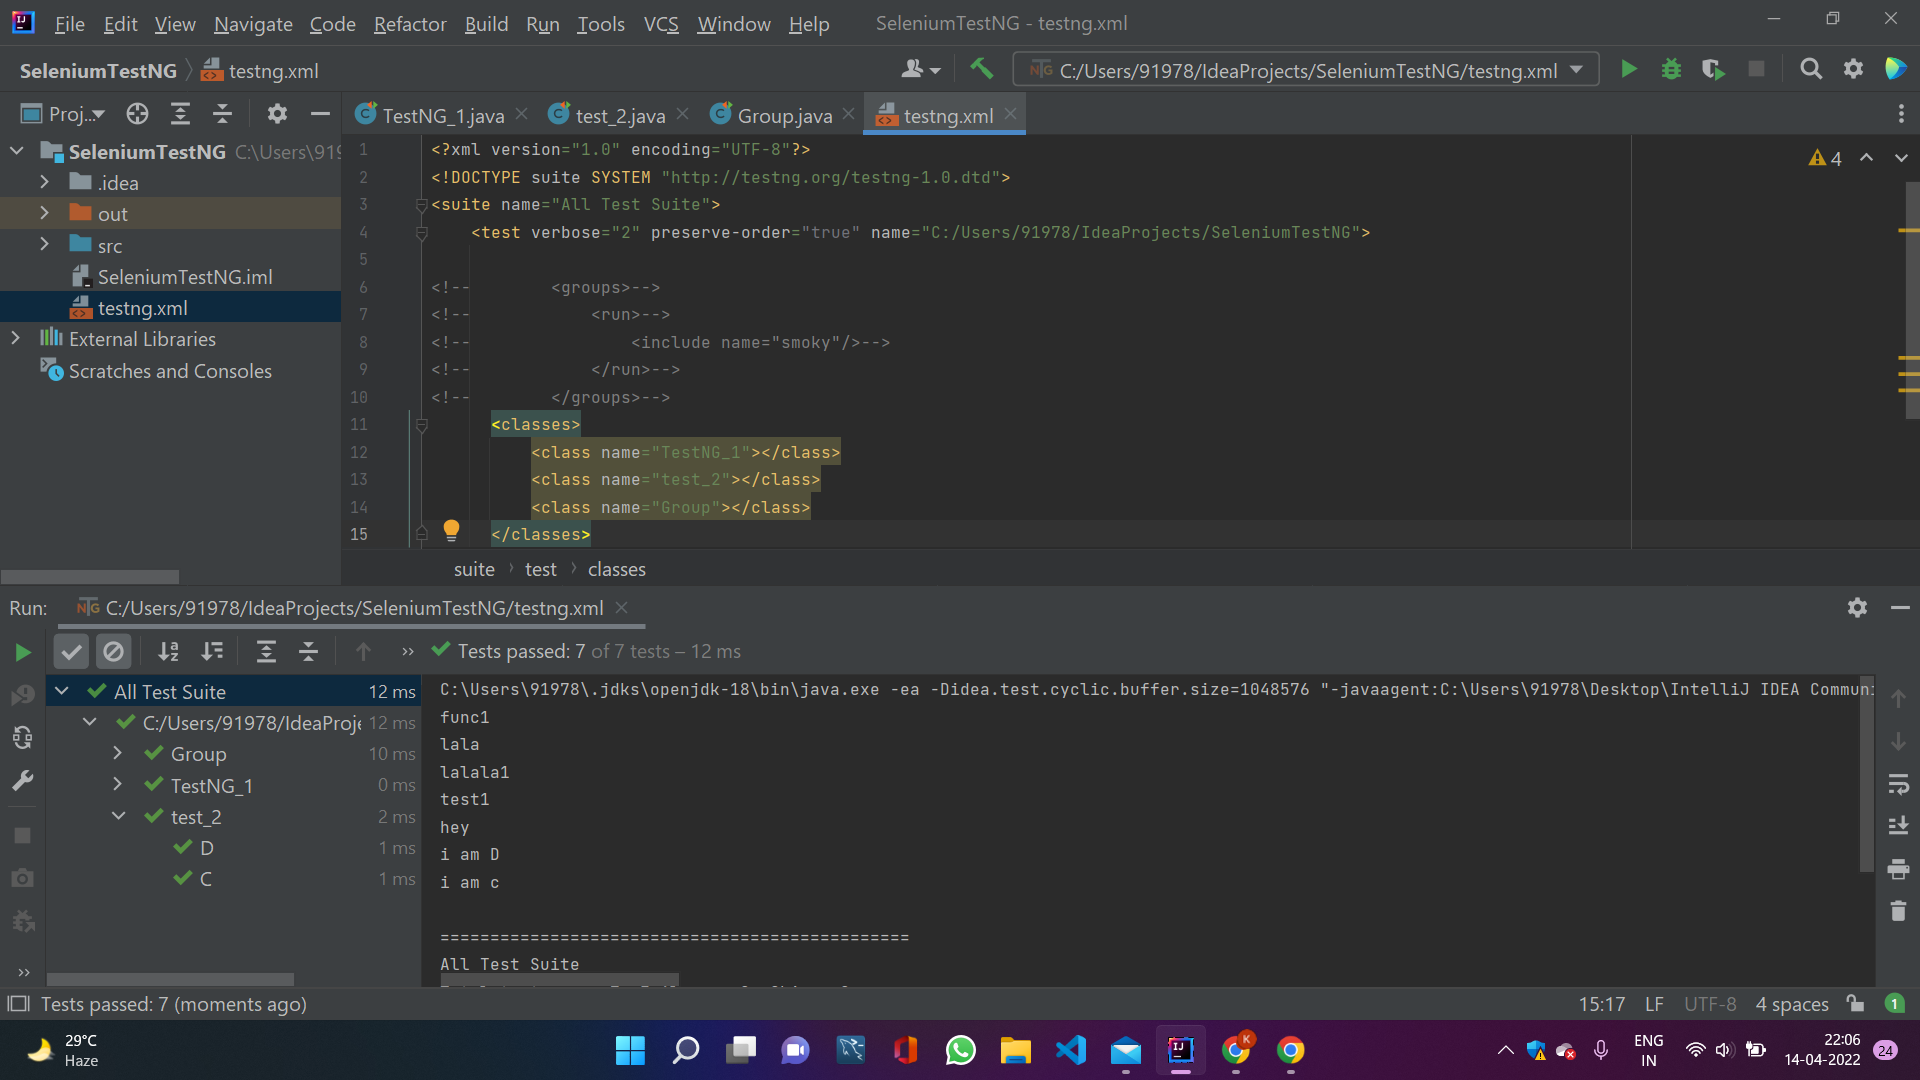 File Edit View Navigate Code Refactor Build Run Tools VCS Window Help SeleniumTestNG - testng.xml
SeleniumTestNG testng.xml
C:/Users/91978/IdeaProjects/SeleniumTestNG/testng.xml
Proj...
TestNG_1.java test_2.java Group.java testng.xml
SeleniumTestNG C:\Users\919
.idea
out
src
SeleniumTestNG.iml
testng.xml
External Libraries
Scratches and Consoles
4
1 <?xml version="1.0" encoding="UTF-8"?>
2 <!DOCTYPE suite SYSTEM "http://testng.org/testng-1.0.dtd">
3 <suite name="All Test Suite">
4 <test verbose="2" preserve-order="true" name="C:/Users/91978/IdeaProjects/SeleniumTestNG">
5
6 <!-- <groups>-->
7 <!-- <run>-->
8 <!-- <include name="smoky"/>-->
9 <!-- </run>-->
10 <!-- </groups>-->
11 <classes>
12 <class name="TestNG_1"></class>
13 <class name="test_2"></class>
14 <class name="Group"></class>
15 </classes>
suite test classes
Run: C:/Users/91978/IdeaProjects/SeleniumTestNG/testng.xml
Tests passed: 7 of 7 tests – 12 ms
All Test Suite 12 ms
C:/Users/91978/IdeaProje 12 ms
Group 10 ms
TestNG_1 0 ms
test_2 2 ms
D 1 ms
C 1 ms
C:\Users\91978\.jdks\openjdk-18\bin\java.exe -ea -Didea.test.cyclic.buffer.size=1048576 "-javaagent:C:\Users\91978\Desktop\IntelliJ IDEA Commun
func1
lala
lalala1
test1
hey
i am D
i am c
===============================================
All Test Suite
Tests passed: 7 (moments ago)
15:17 LF UTF-8 4 spaces 1
29°C
Haze
ENG
IN
22:06
14-04-2022
24